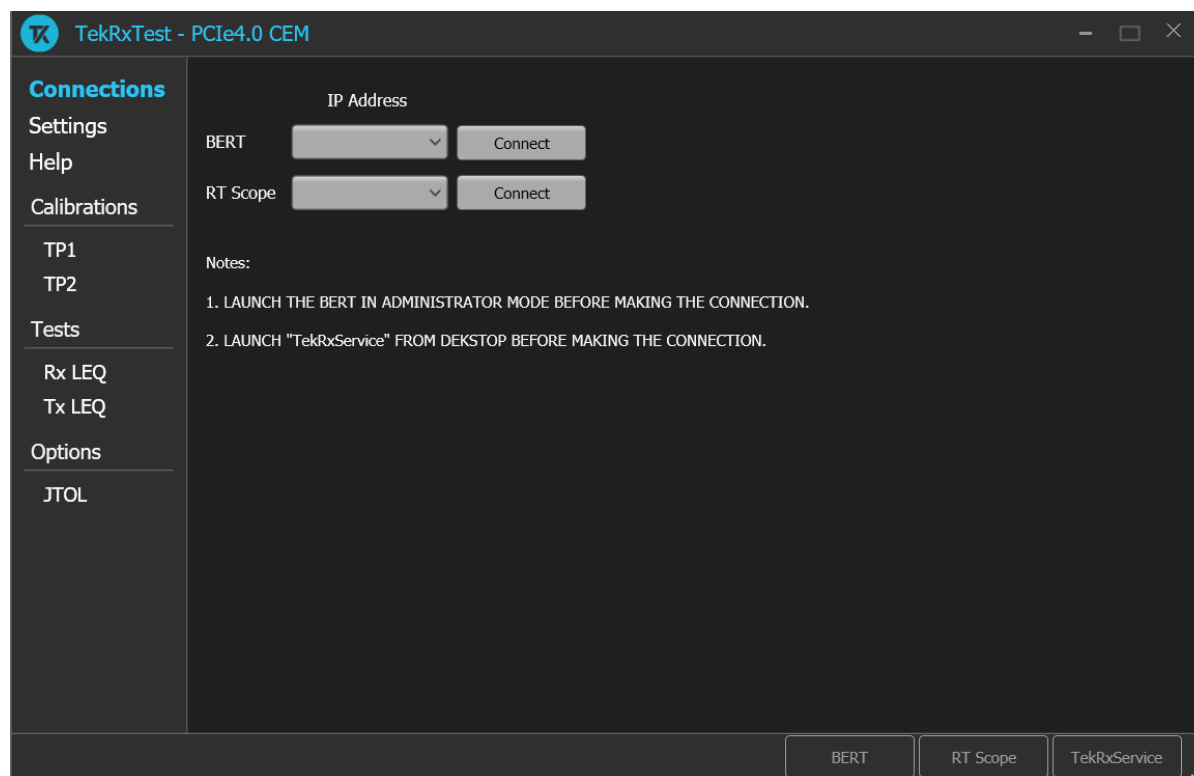 TekRxTest - PCIe4.0 CEM
Connections
Settings
Help
Calibrations
TP1
TP2
Tests
Rx LEQ
Tx LEQ
Options
JTOL
IP Address
BERT
Connect
RT Scope
Connect
Notes:
1. LAUNCH THE BERT IN ADMINISTRATOR MODE BEFORE MAKING THE CONNECTION.
2. LAUNCH "TekRxService" FROM DEKSTOP BEFORE MAKING THE CONNECTION.
BERT
RT Scope
TekRxService